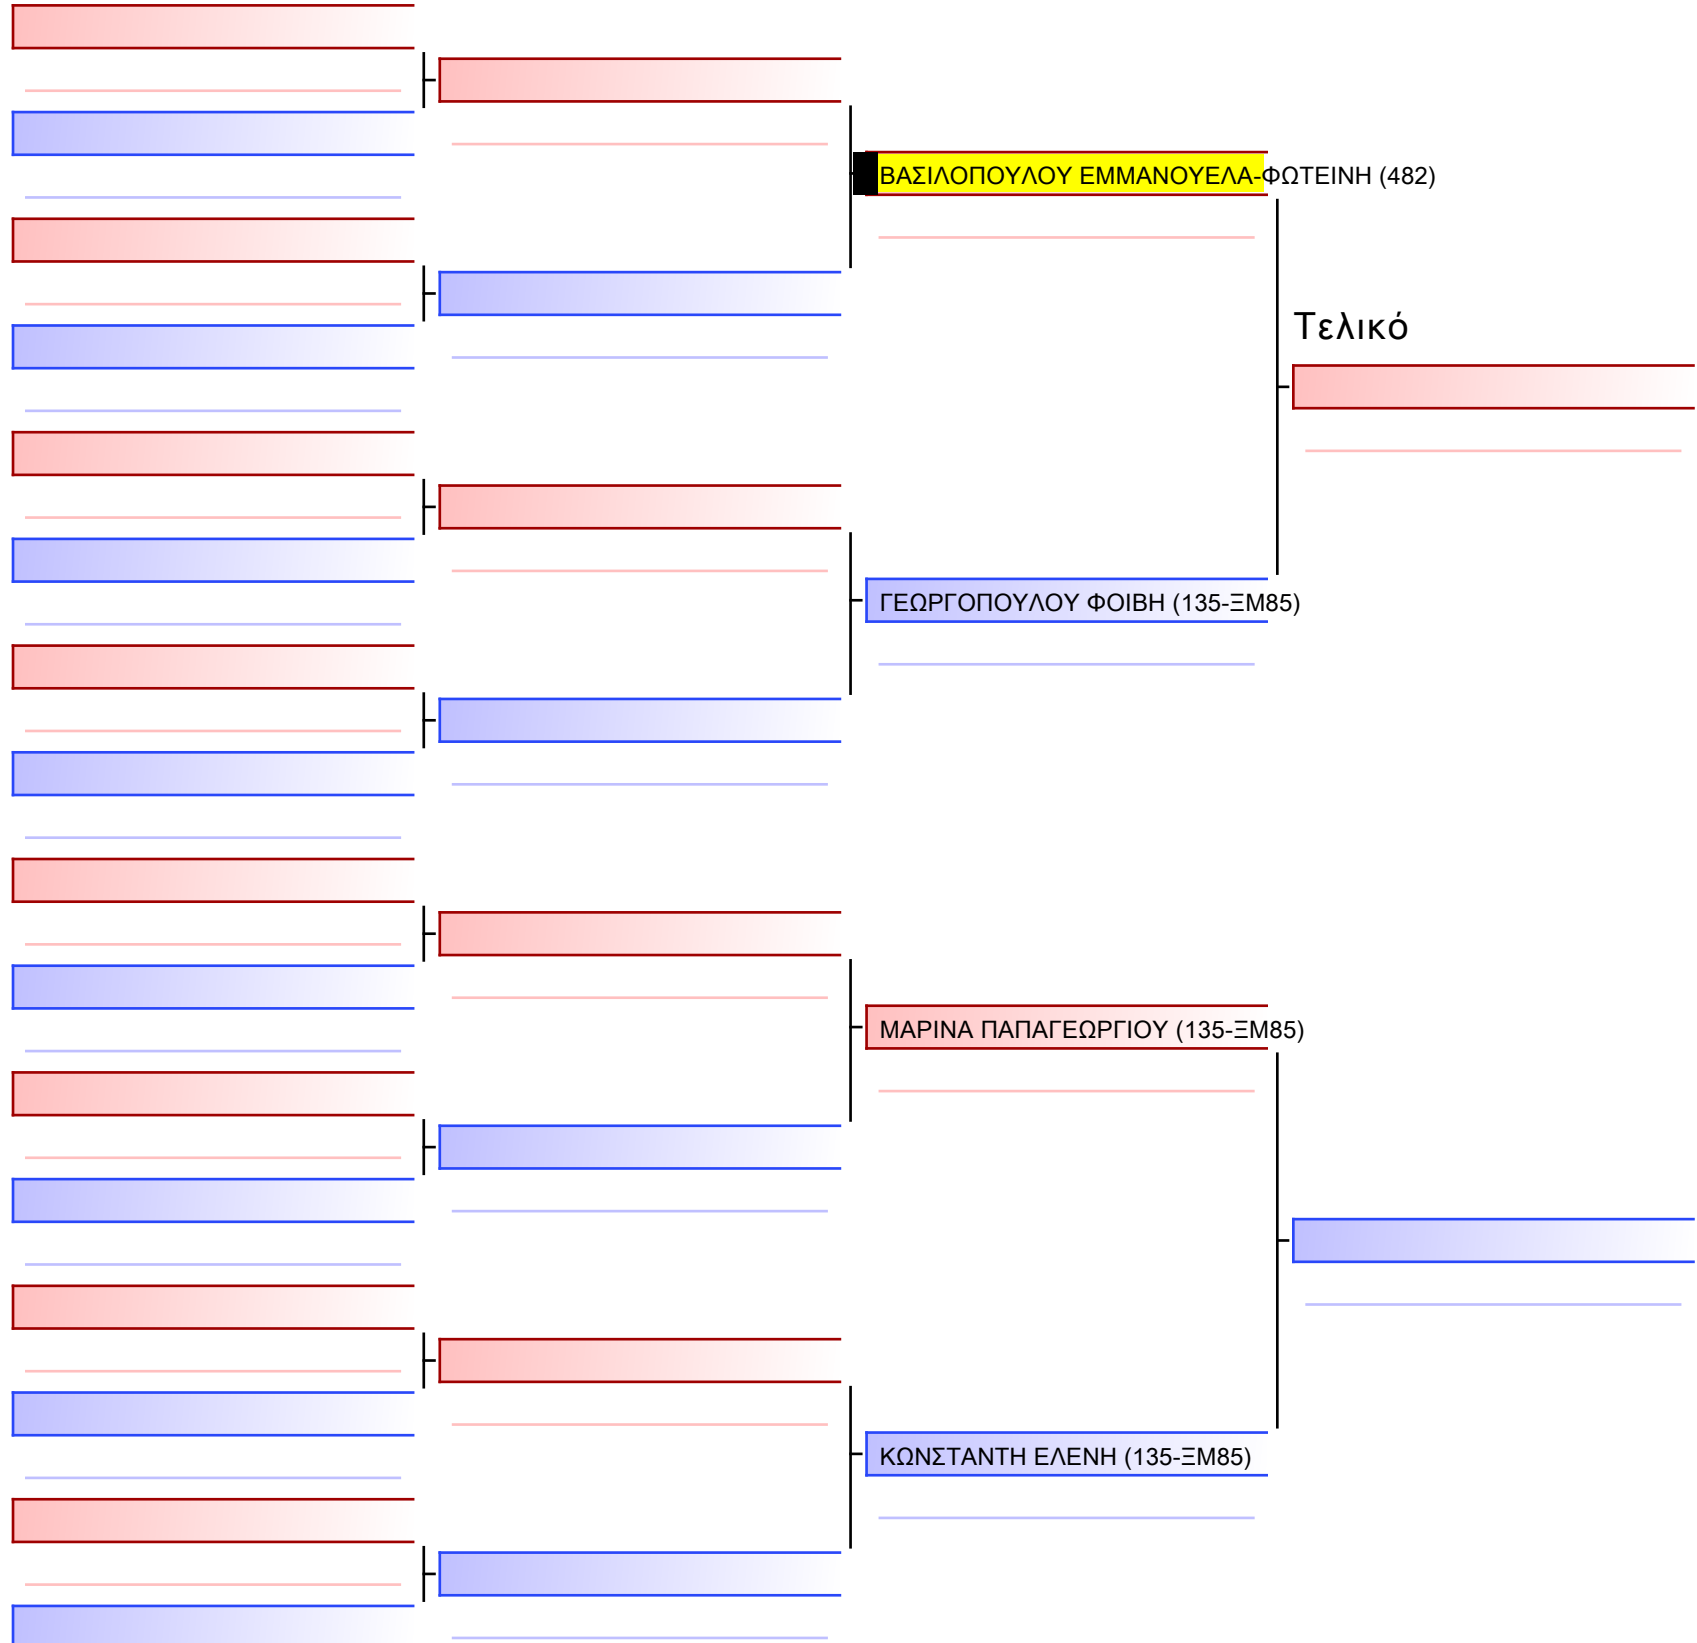 ΒΑΣΙΛΟΠΟΥΛΟΥ ΕΜΜΑΝΟΥΕΛΑ-ΦΩΤΕΙΝΗ (482)
Τελικό
ΓΕΩΡΓΟΠΟΥΛΟΥ ΦΟΙΒΗ (135-ΞΜ85)
ΜΑΡΙΝΑ ΠΑΠΑΓΕΩΡΓΙΟΥ (135-ΞΜ85)
ΚΩΝΣΤΑΝΤΗ ΕΛΕΝΗ (135-ΞΜ85)